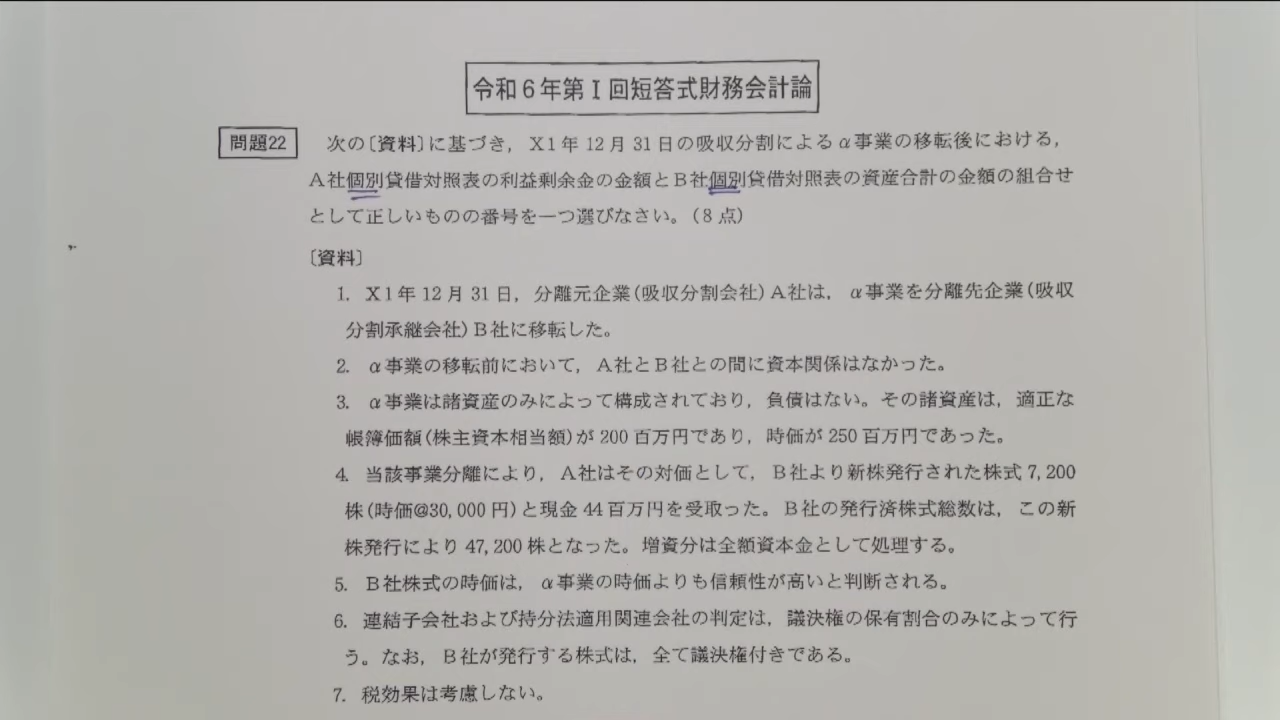 令和6年第Ⅰ回短答式財務会計論
問題22 次の〔資料〕に基づき，X1年12月31日の吸収分割によるα事業の移転後における，
A社個別貸借対照表の利益剰余金の金額とB社個別貸借対照表の資産合計の金額の組合せ
として正しいものの番号を一つ選びなさい。（8点）
〔資料〕
1. X1年12月31日，分離元企業（吸収分割会社）A社は，α事業を分離先企業（吸収
分割承継会社）B社に移転した。
2. α事業の移転前において，A社とB社との間に資本関係はなかった。
3. α事業は諸資産のみによって構成されており，負債はない。その諸資産は，適正な
帳簿価額（株主資本相当額）が200百万円であり，時価が250百万円であった。
4. 当該事業分離により，A社はその対価として，B社より新株発行された株式7,200
株（時価@30,000円）と現金44百万円を受取った。B社の発行済株式総数は，この新
株発行により47,200株となった。増資分は全額資本金として処理する。
5. B社株式の時価は，α事業の時価よりも信頼性が高いと判断される。
6. 連結子会社および持分法適用関連会社の判定は，議決権の保有割合のみによって行
う。なお，B社が発行する株式は，全て議決権付きである。
7. 税効果は考慮しない。